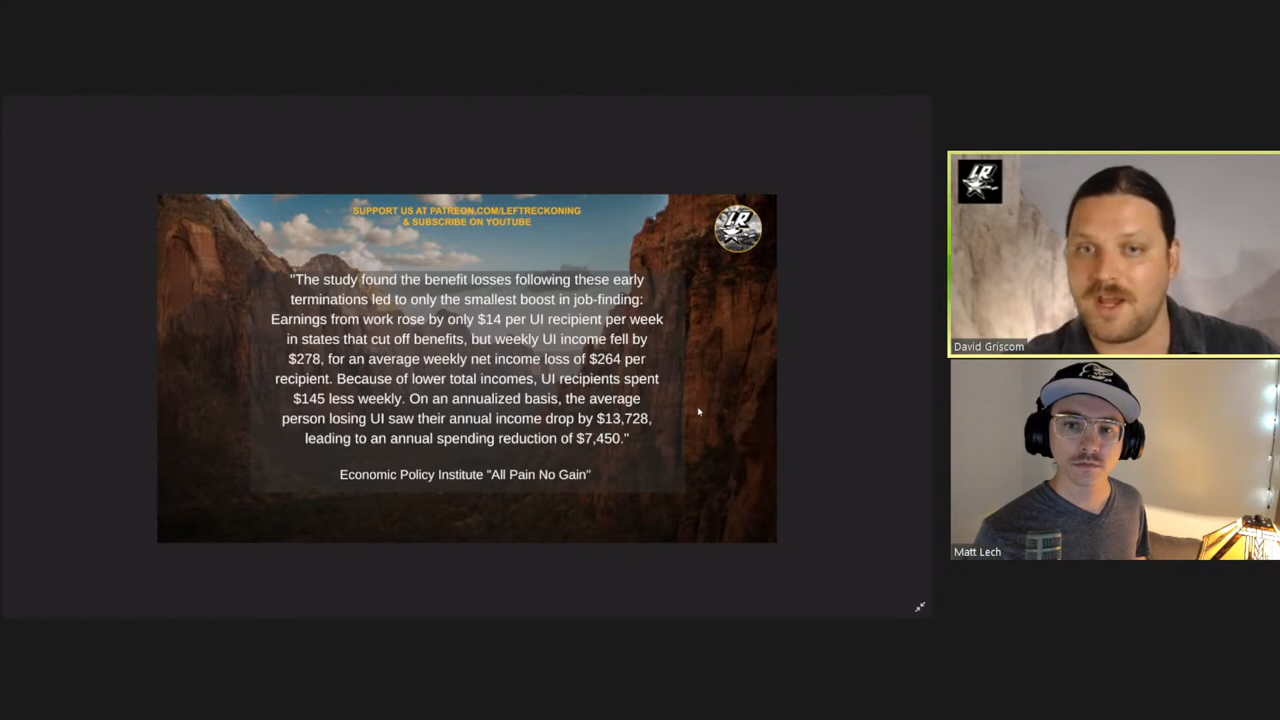 SUPPORT US AT PATREON.COM/LEFTRECKONING
& SUBSCRIBE ON YOUTUBE
LR
"The study found the benefit losses following these early
terminations led to only the smallest boost in job-finding:
Earnings from work rose by only $14 per UI recipient per week
in states that cut off benefits, but weekly UI income fell by
$278, for an average weekly net income loss of $264 per
recipient. Because of lower total incomes, UI recipients spent
$145 less weekly. On an annualized basis, the average
person losing UI saw their annual income drop by $13,728,
leading to an annual spending reduction of $7,450."
Economic Policy Institute "All Pain No Gain"
LR
David Griscom
Matt Lech